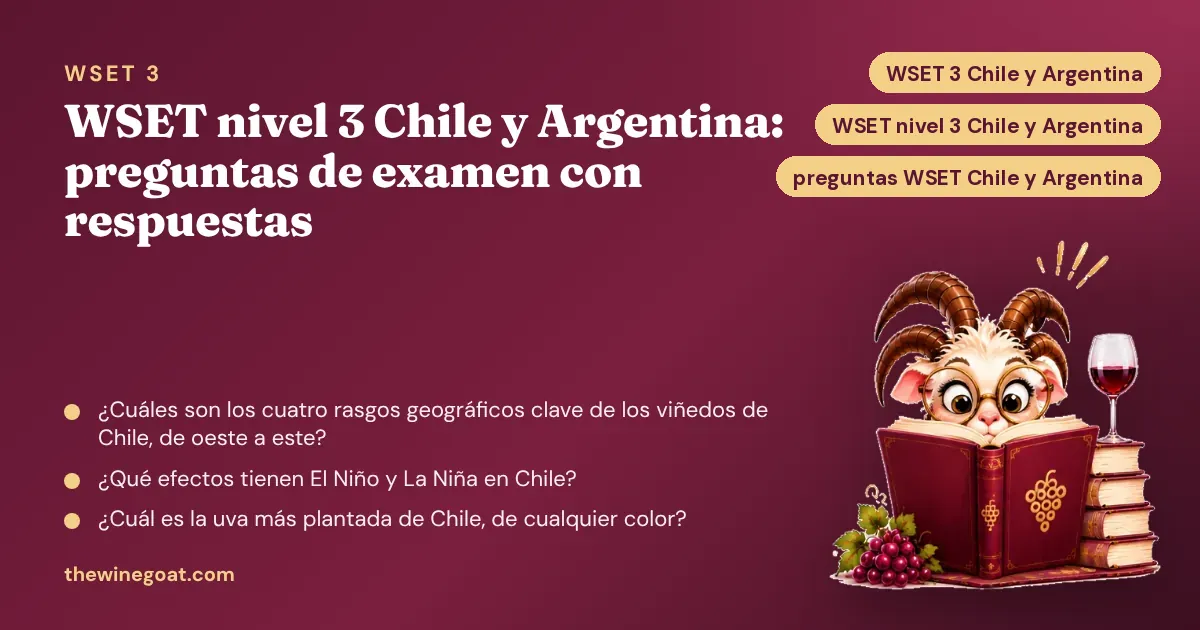 WSET 3
WSET nivel 3 Chile y Argentina:
preguntas de examen con
respuestas
WSET 3 Chile y Argentina
WSET nivel 3 Chile y Argentina
preguntas WSET Chile y Argentina
¿Cuáles son los cuatro rasgos geográficos clave de los viñedos de
Chile, de oeste a este?
¿Qué efectos tienen El Niño y La Niña en Chile?
¿Cuál es la uva más plantada de Chile, de cualquier color?
thewinegoat.com